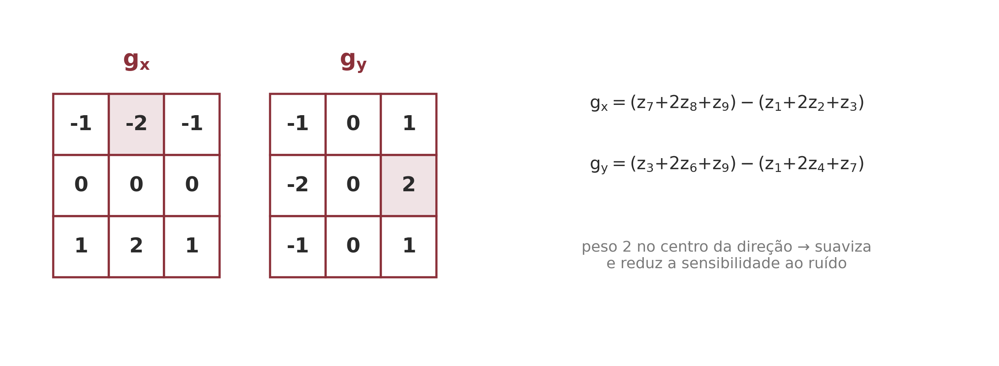 gₓ
gᵧ
-1 -2 -1
0 0 0
1 2 1
-1 0 1
-2 0 2
-1 0 1
gₓ = (z₇+2z₈+z₉) − (z₁+2z₂+z₃)
gᵧ = (z₃+2z₆+z₉) − (z₁+2z₄+z₇)
peso 2 no centro da direção → suaviza
e reduz a sensibilidade ao ruído